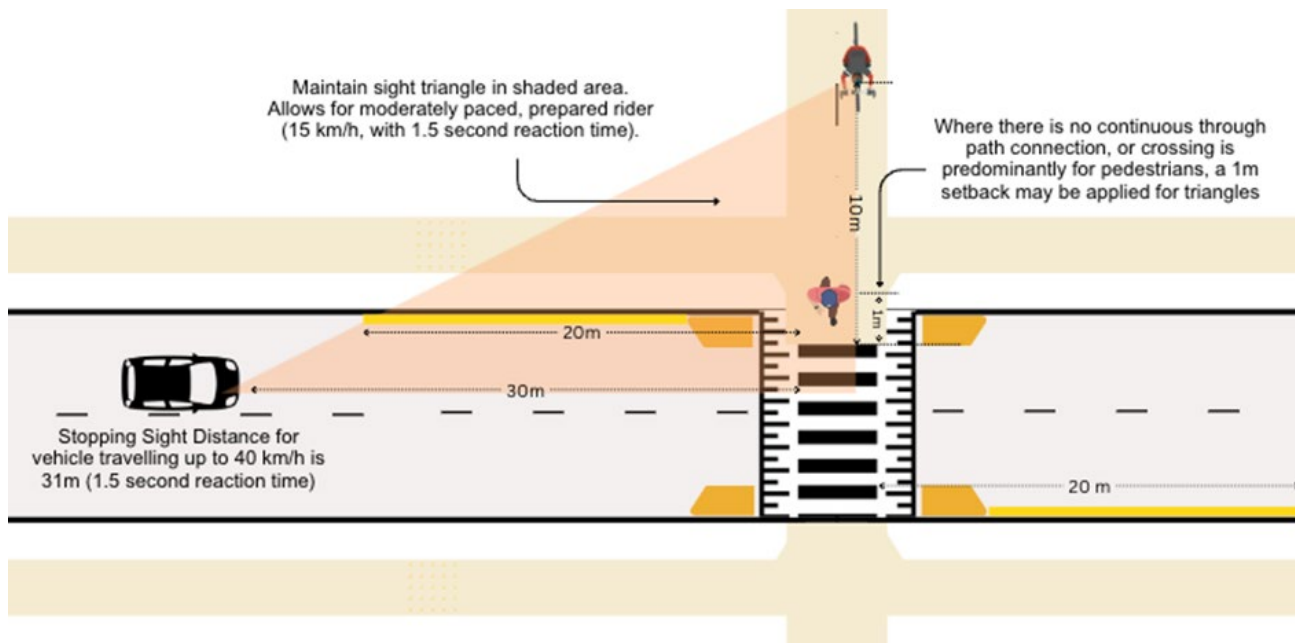 Maintain sight triangle in shaded area.
Allows for moderately paced, prepared rider
(15 km/h, with 1.5 second reaction time).
Where there is no continuous through
path connection, or crossing is
predominantly for pedestrians, a 1m
setback may be applied for triangles
10m
1m
20m
30m
Stopping Sight Distance for
vehicle travelling up to 40 km/h is
31m (1.5 second reaction time)
20 m